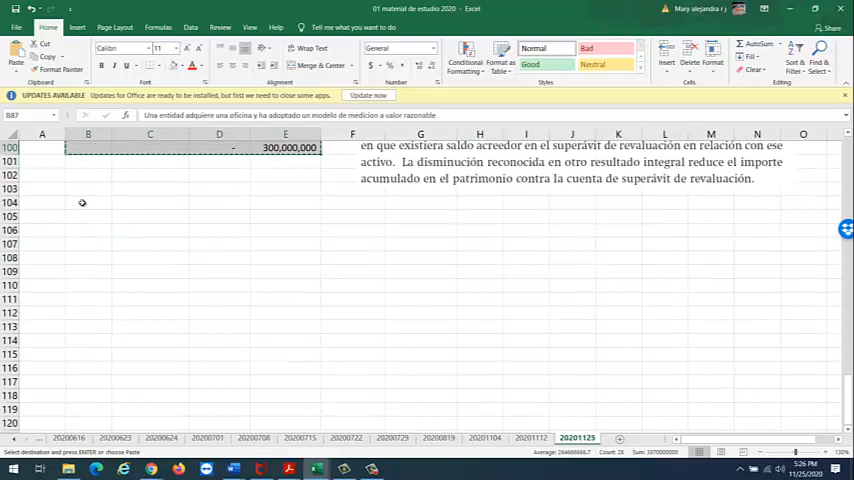 01 material de estudio 2020 - Excel
Mary alejandra r j
File Home Insert Page Layout Formulas Data Review View Help Tell me what you want to do Share
Paste
Cut
Copy
Format Painter
Clipboard
Calibri 11
B I U
Font
Wrap Text
Merge & Center
Alignment
General
$ % ,
Number
Conditional Formatting
Format as Table
Normal Bad
Good Neutral
Styles
Insert Delete Format
Cells
AutoSum
Fill
Clear
Sort & Filter
Find & Select
Editing
UPDATES AVAILABLE Updates for Office are ready to be installed, but first we need to close some apps. Update now
B87 fx Una entidad adquiere una oficina y ha adoptado un modelo de medicion a valor razonable
A B C D E F G H I J K L M N O
100 - 300,000,000 en que existiera saldo acreedor en el superávit de revaluación en relación con ese
101 activo. La disminución reconocida en otro resultado integral reduce el importe
102 acumulado en el patrimonio contra la cuenta de superávit de revaluación.
103
104
105
106
107
108
109
110
111
112
113
114
115
116
117
118
119
120
... 20200616 20200623 20200624 20200701 20200708 20200715 20200722 20200729 20200819 20201104 20201112 20201125
Select destination and press ENTER or choose Paste Average: 264666666.7 Count: 28 Sum: 3970000000 130%
5:26 PM
11/25/2020